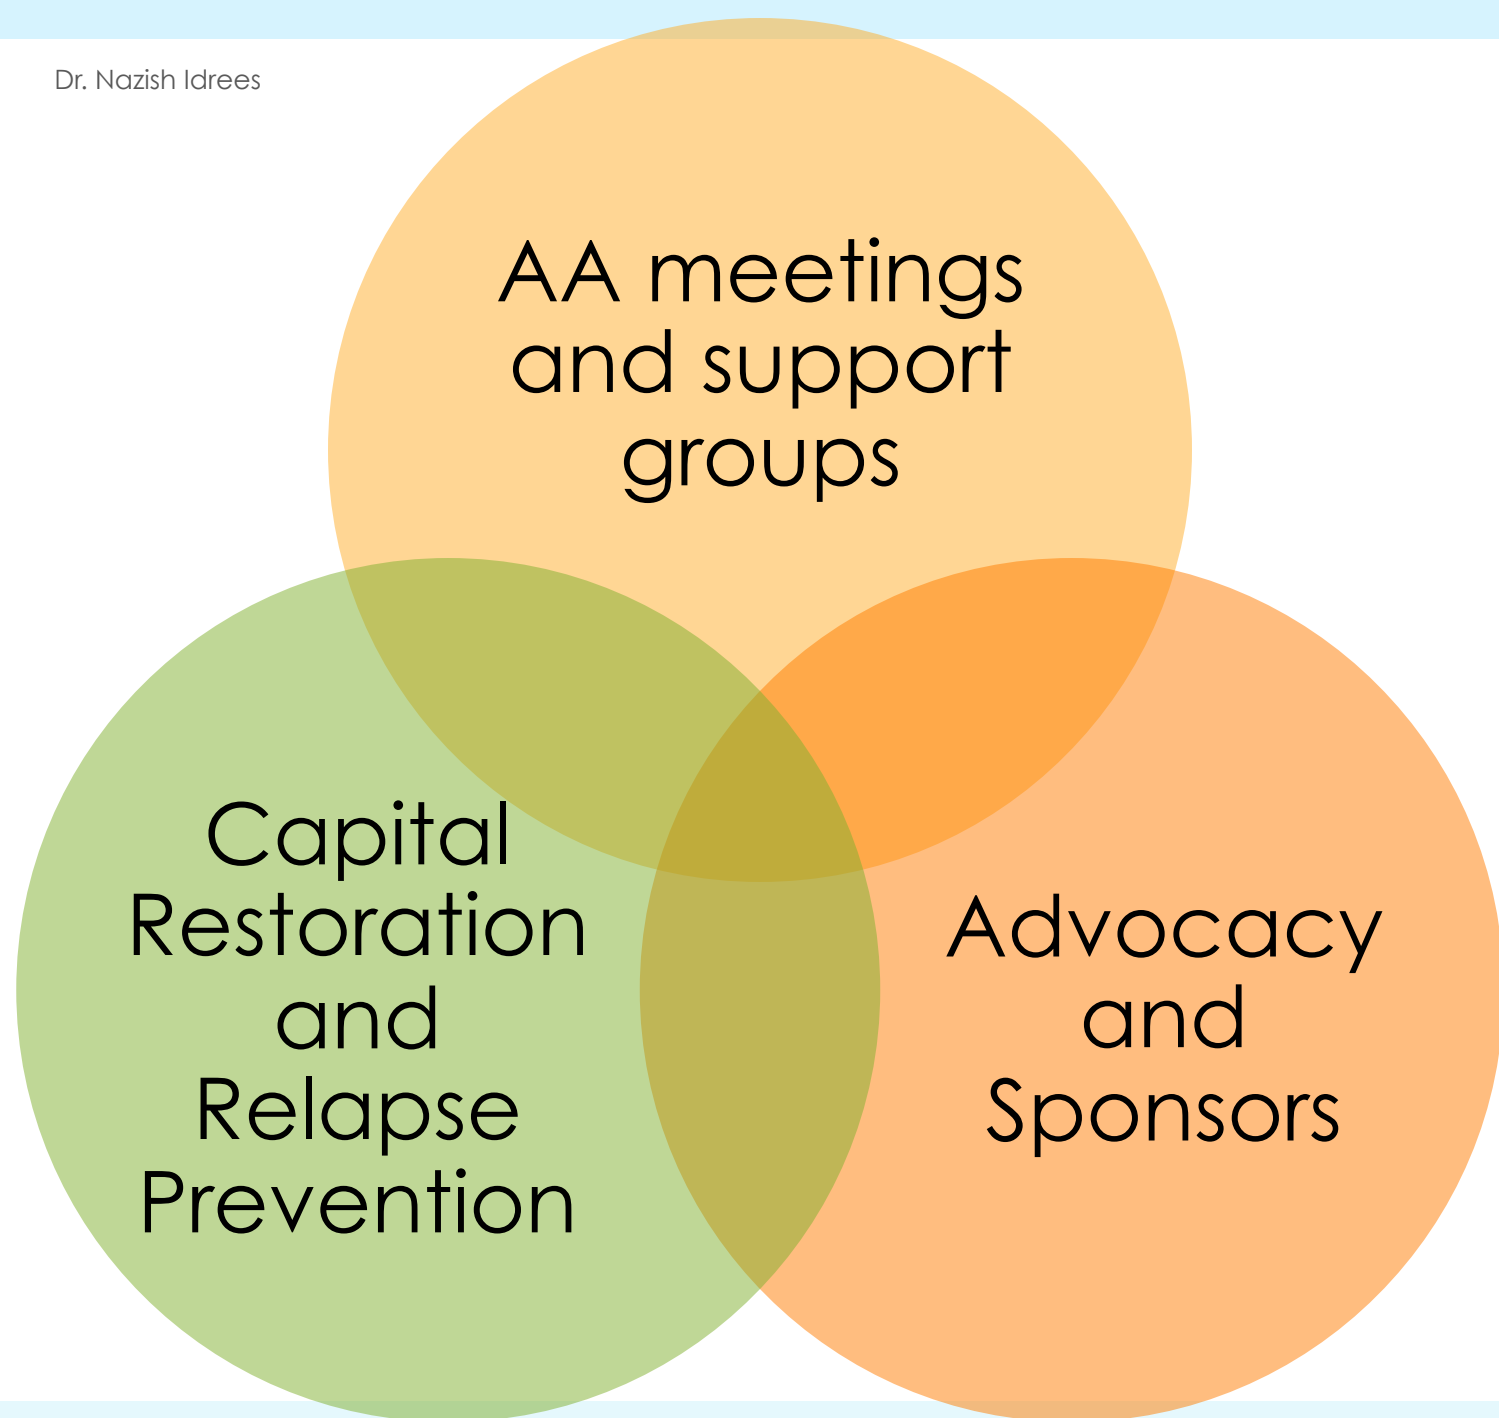 Dr. Nazish Idrees
AA meetings
and support
groups
Capital
Restoration
and
Relapse
Prevention
Advocacy
and
Sponsors